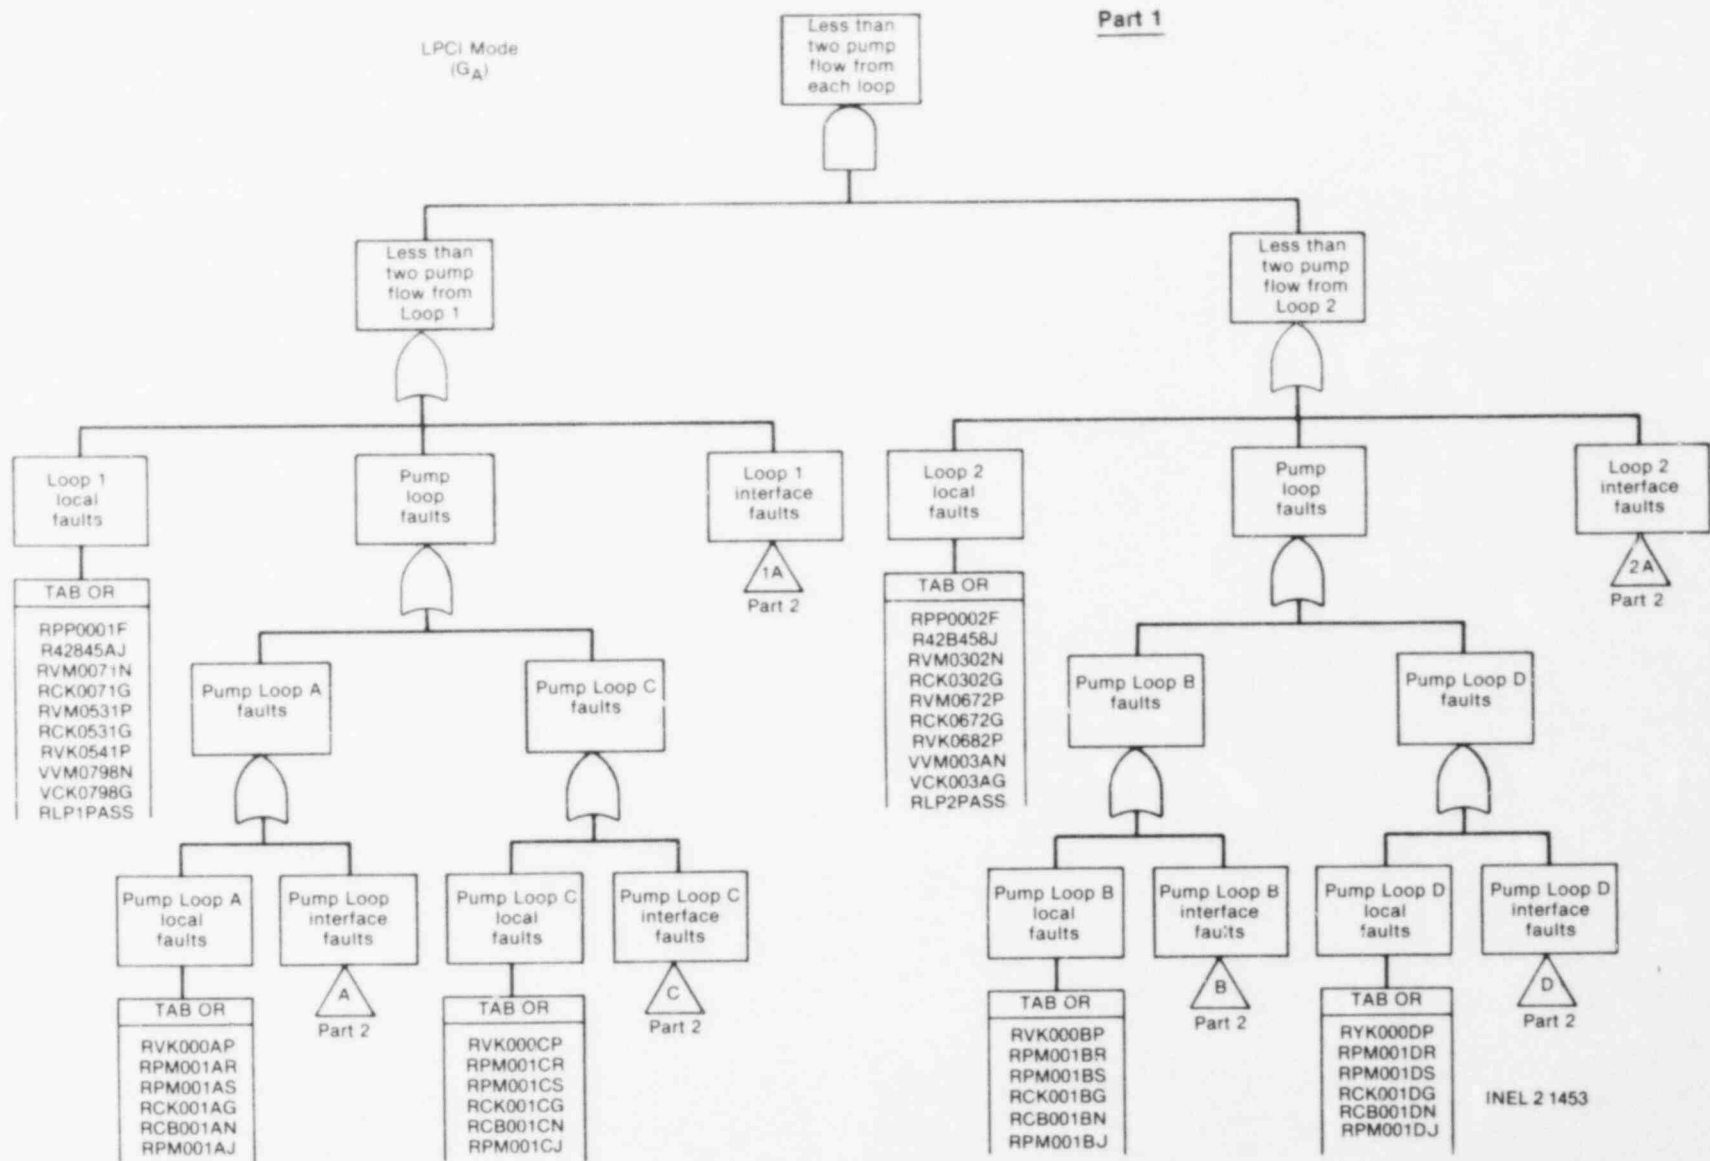 Part 1
LPCI Mode
(GA)
Less than
two pump
flow from
each loop
Less than
two pump
flow from
Loop 1
Less than
two pump
flow from
Loop 2
Loop 1
local
faults
Pump
loop
faults
Loop 1
interface
faults
Loop 2
local
faults
Pump
loop
faults
Loop 2
interface
faults
1A
Part 2
2A
Part 2
TAB OR
RPP0001F
R42845AJ
RVM0071N
RCK0071G
RVM0531P
RCK0531G
RVK0541P
VVM0798N
VCK0798G
RLP1PASS
TAB OR
RPP0002F
R42B458J
RVM0302N
RCK0302G
RVM0672P
RCK0672G
RVK0682P
VVM003AN
VCK003AG
RLP2PASS
Pump Loop A
faults
Pump Loop C
faults
Pump Loop B
faults
Pump Loop D
faults
Pump Loop A
local
faults
Pump Loop
interface
faults
Pump Loop C
local
faults
Pump Loop C
interface
faults
Pump Loop B
local
faults
Pump Loop B
interface
faults
Pump Loop D
local
faults
Pump Loop D
interface
faults
A
Part 2
C
Part 2
B
Part 2
D
Part 2
TAB OR
RVK000AP
RPM001AR
RPM001AS
RCK001AG
RCB001AN
RPM001AJ
TAB OR
RVK000CP
RPM001CR
RPM001CS
RCK001CG
RCB001CN
RPM001CJ
TAB OR
RVK000BP
RPM001BR
RPM001BS
RCK001BG
RCB001BN
RPM001BJ
TAB OR
RYK000DP
RPM001DR
RPM001DS
RCK001DG
RCB001DN
RPM001DJ
INEL 2 1453